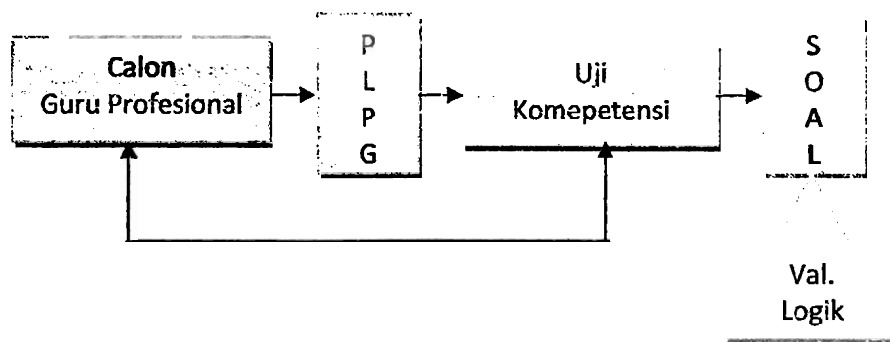 Calon
Guru Profesional
P
L
P
G
Uji
Komepetensi
S
O
A
L
Val.
Logik